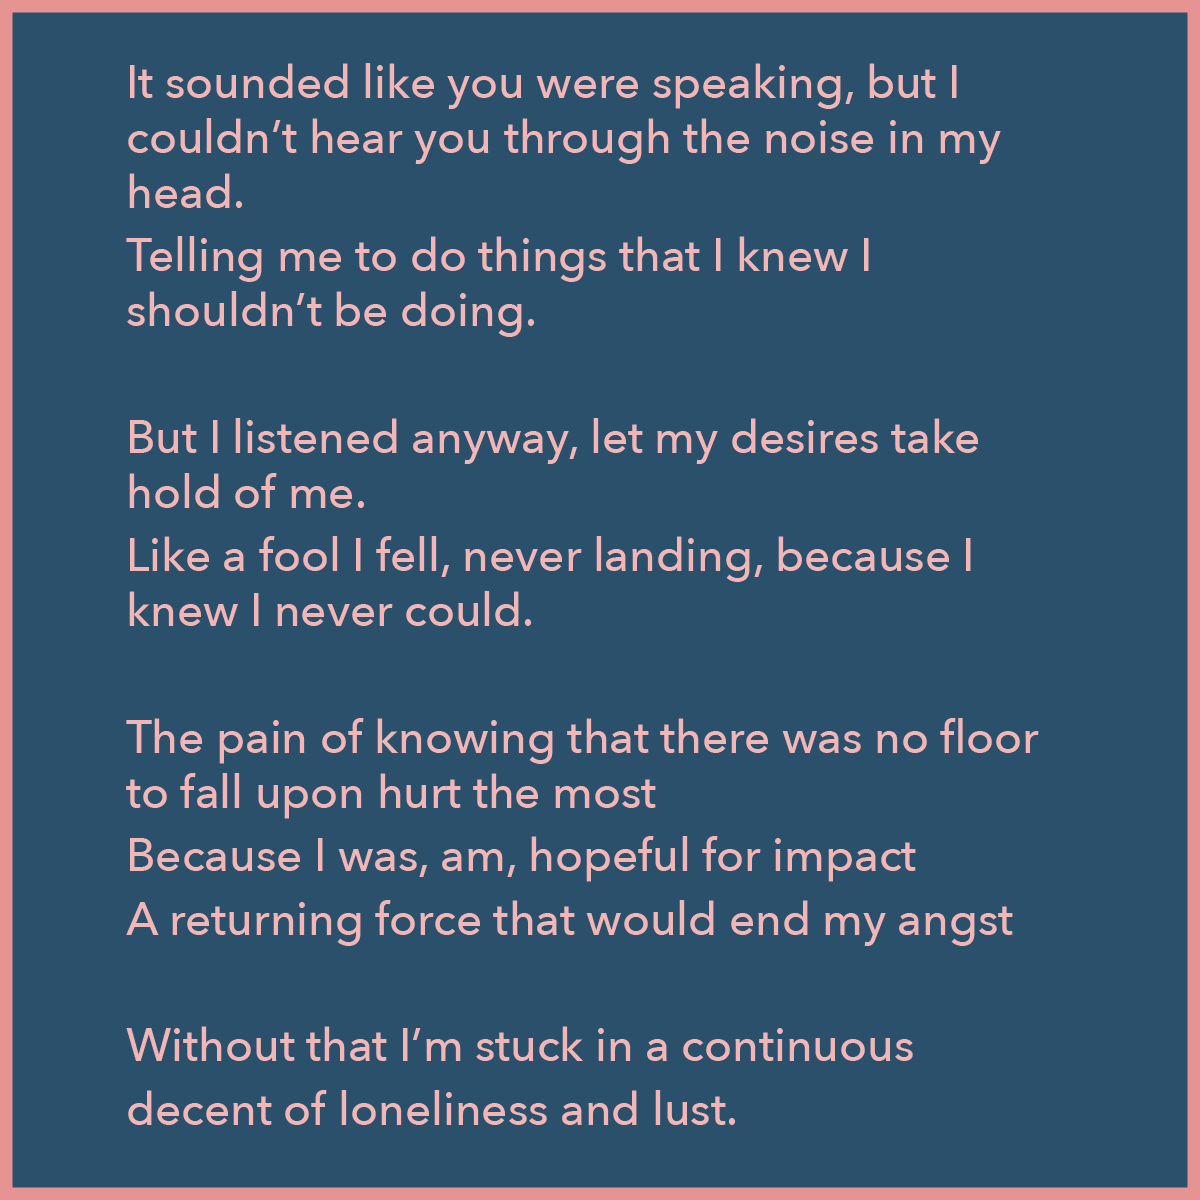 It sounded like you were speaking, but I
couldn’t hear you through the noise in my
head.
Telling me to do things that I knew I
shouldn’t be doing.
But I listened anyway, let my desires take
hold of me.
Like a fool I fell, never landing, because I
knew I never could.
The pain of knowing that there was no floor
to fall upon hurt the most
Because I was, am, hopeful for impact
A returning force that would end my angst
Without that I’m stuck in a continuous
decent of loneliness and lust.